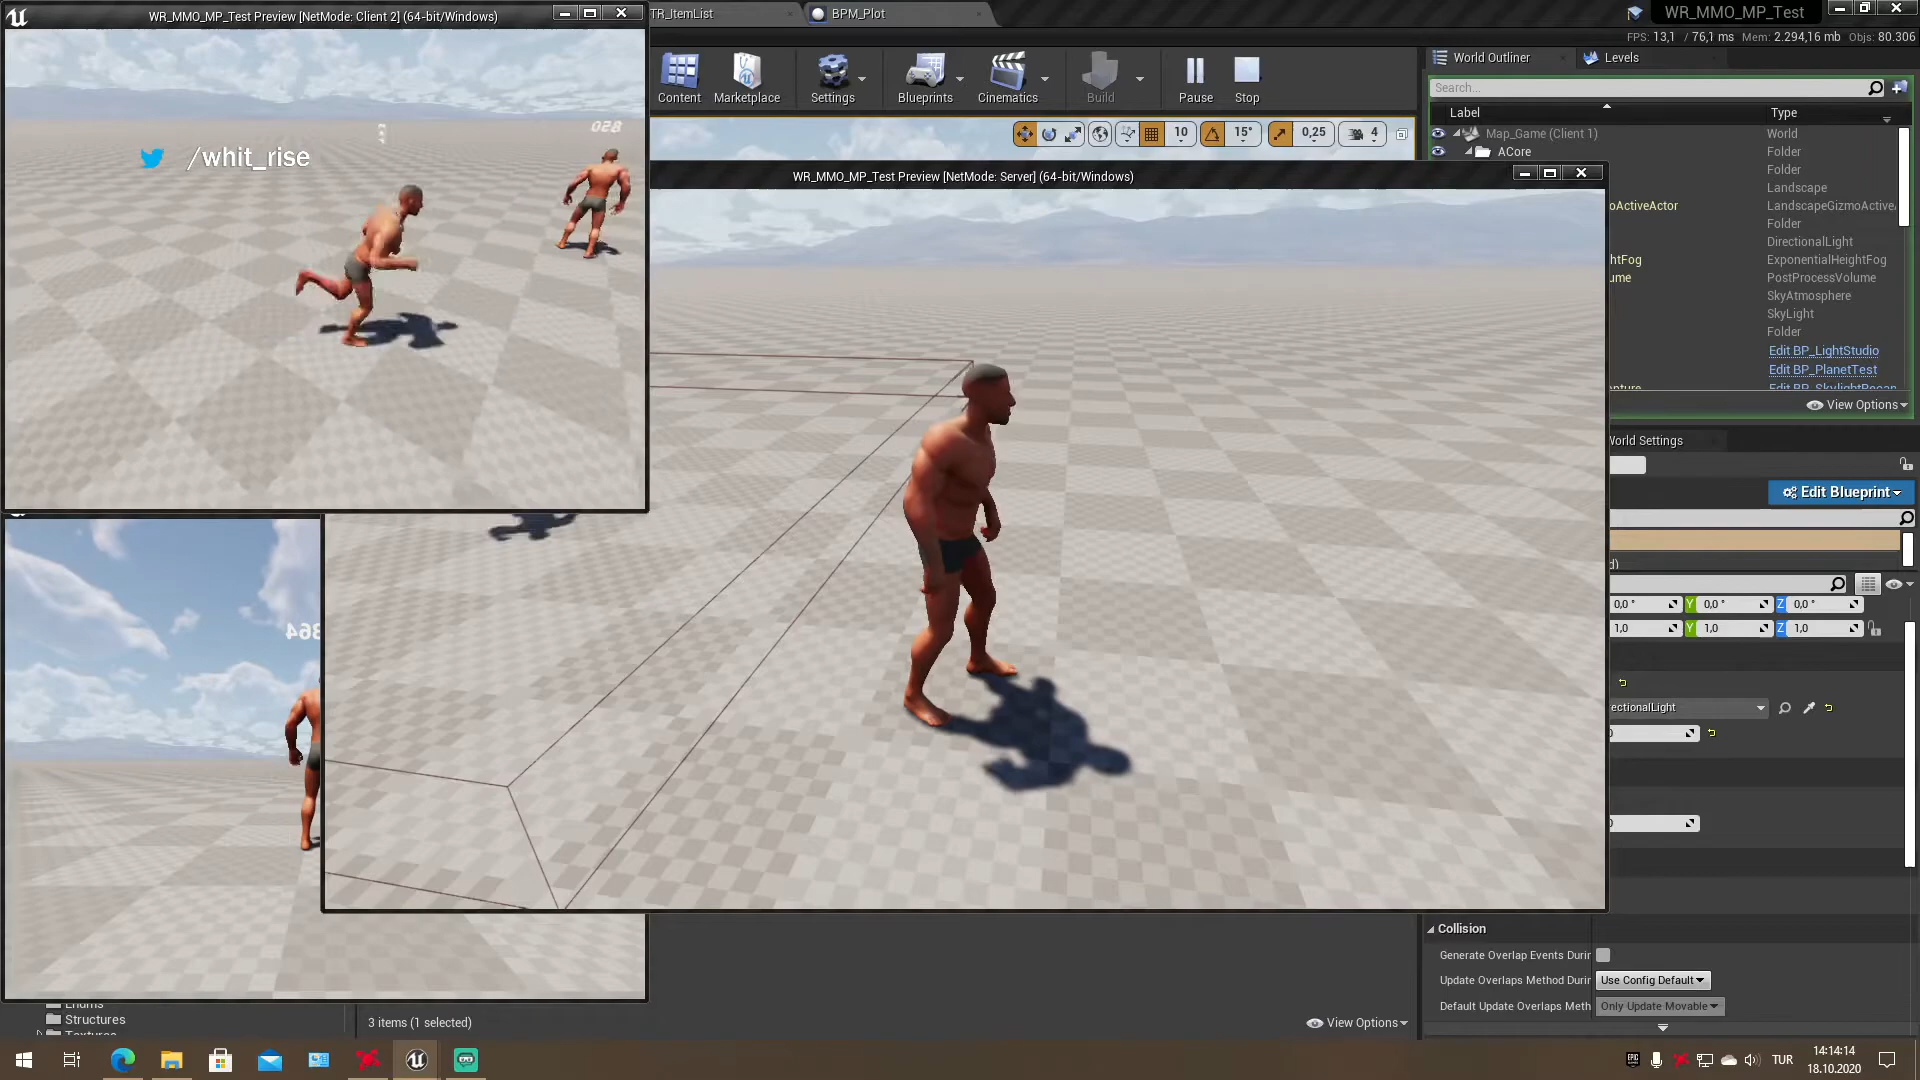 WR_MMO_MP_Test Preview [NetMode: Client 2] (64-bit/Windows)
TR_ItemList
BPM_Plot
WR_MMO_MP_Test
FPS: 13,1 / 76,1 ms Mem: 2.294,16 mb Objs: 80.306
Content
Marketplace
Settings
Blueprints
Cinematics
Build
Pause
Stop
World Outliner
Levels
Search...
Label
Type
10
15°
0,25
4
Map_Game (Client 1)
World
ACore
Folder
Folder
Landscape
oActiveActor
LandscapeGizmoActive
Folder
DirectionalLight
htFog
ExponentialHeightFog
ume
PostProcessVolume
SkyAtmosphere
SkyLight
Folder
Edit BP_LightStudio
Edit BP_PlanetTest
pture
Edit BP_SkylightRecap
View Options
850
/whit_rise
WR_MMO_MP_Test Preview [NetMode: Server] (64-bit/Windows)
World Settings
Edit Blueprint
d)
0,0 °
Y
0,0 °
Z
0,0 °
1,0
Y
1,0
Z
1,0
ectionalLight
864
Collision
Generate Overlap Events Durin
Update Overlaps Method Durin
Use Config Default
Default Update Overlaps Meth
Only Update Movable
Enums
Structures
Textures
3 items (1 selected)
View Options
TUR
14:14:14
18.10.2020